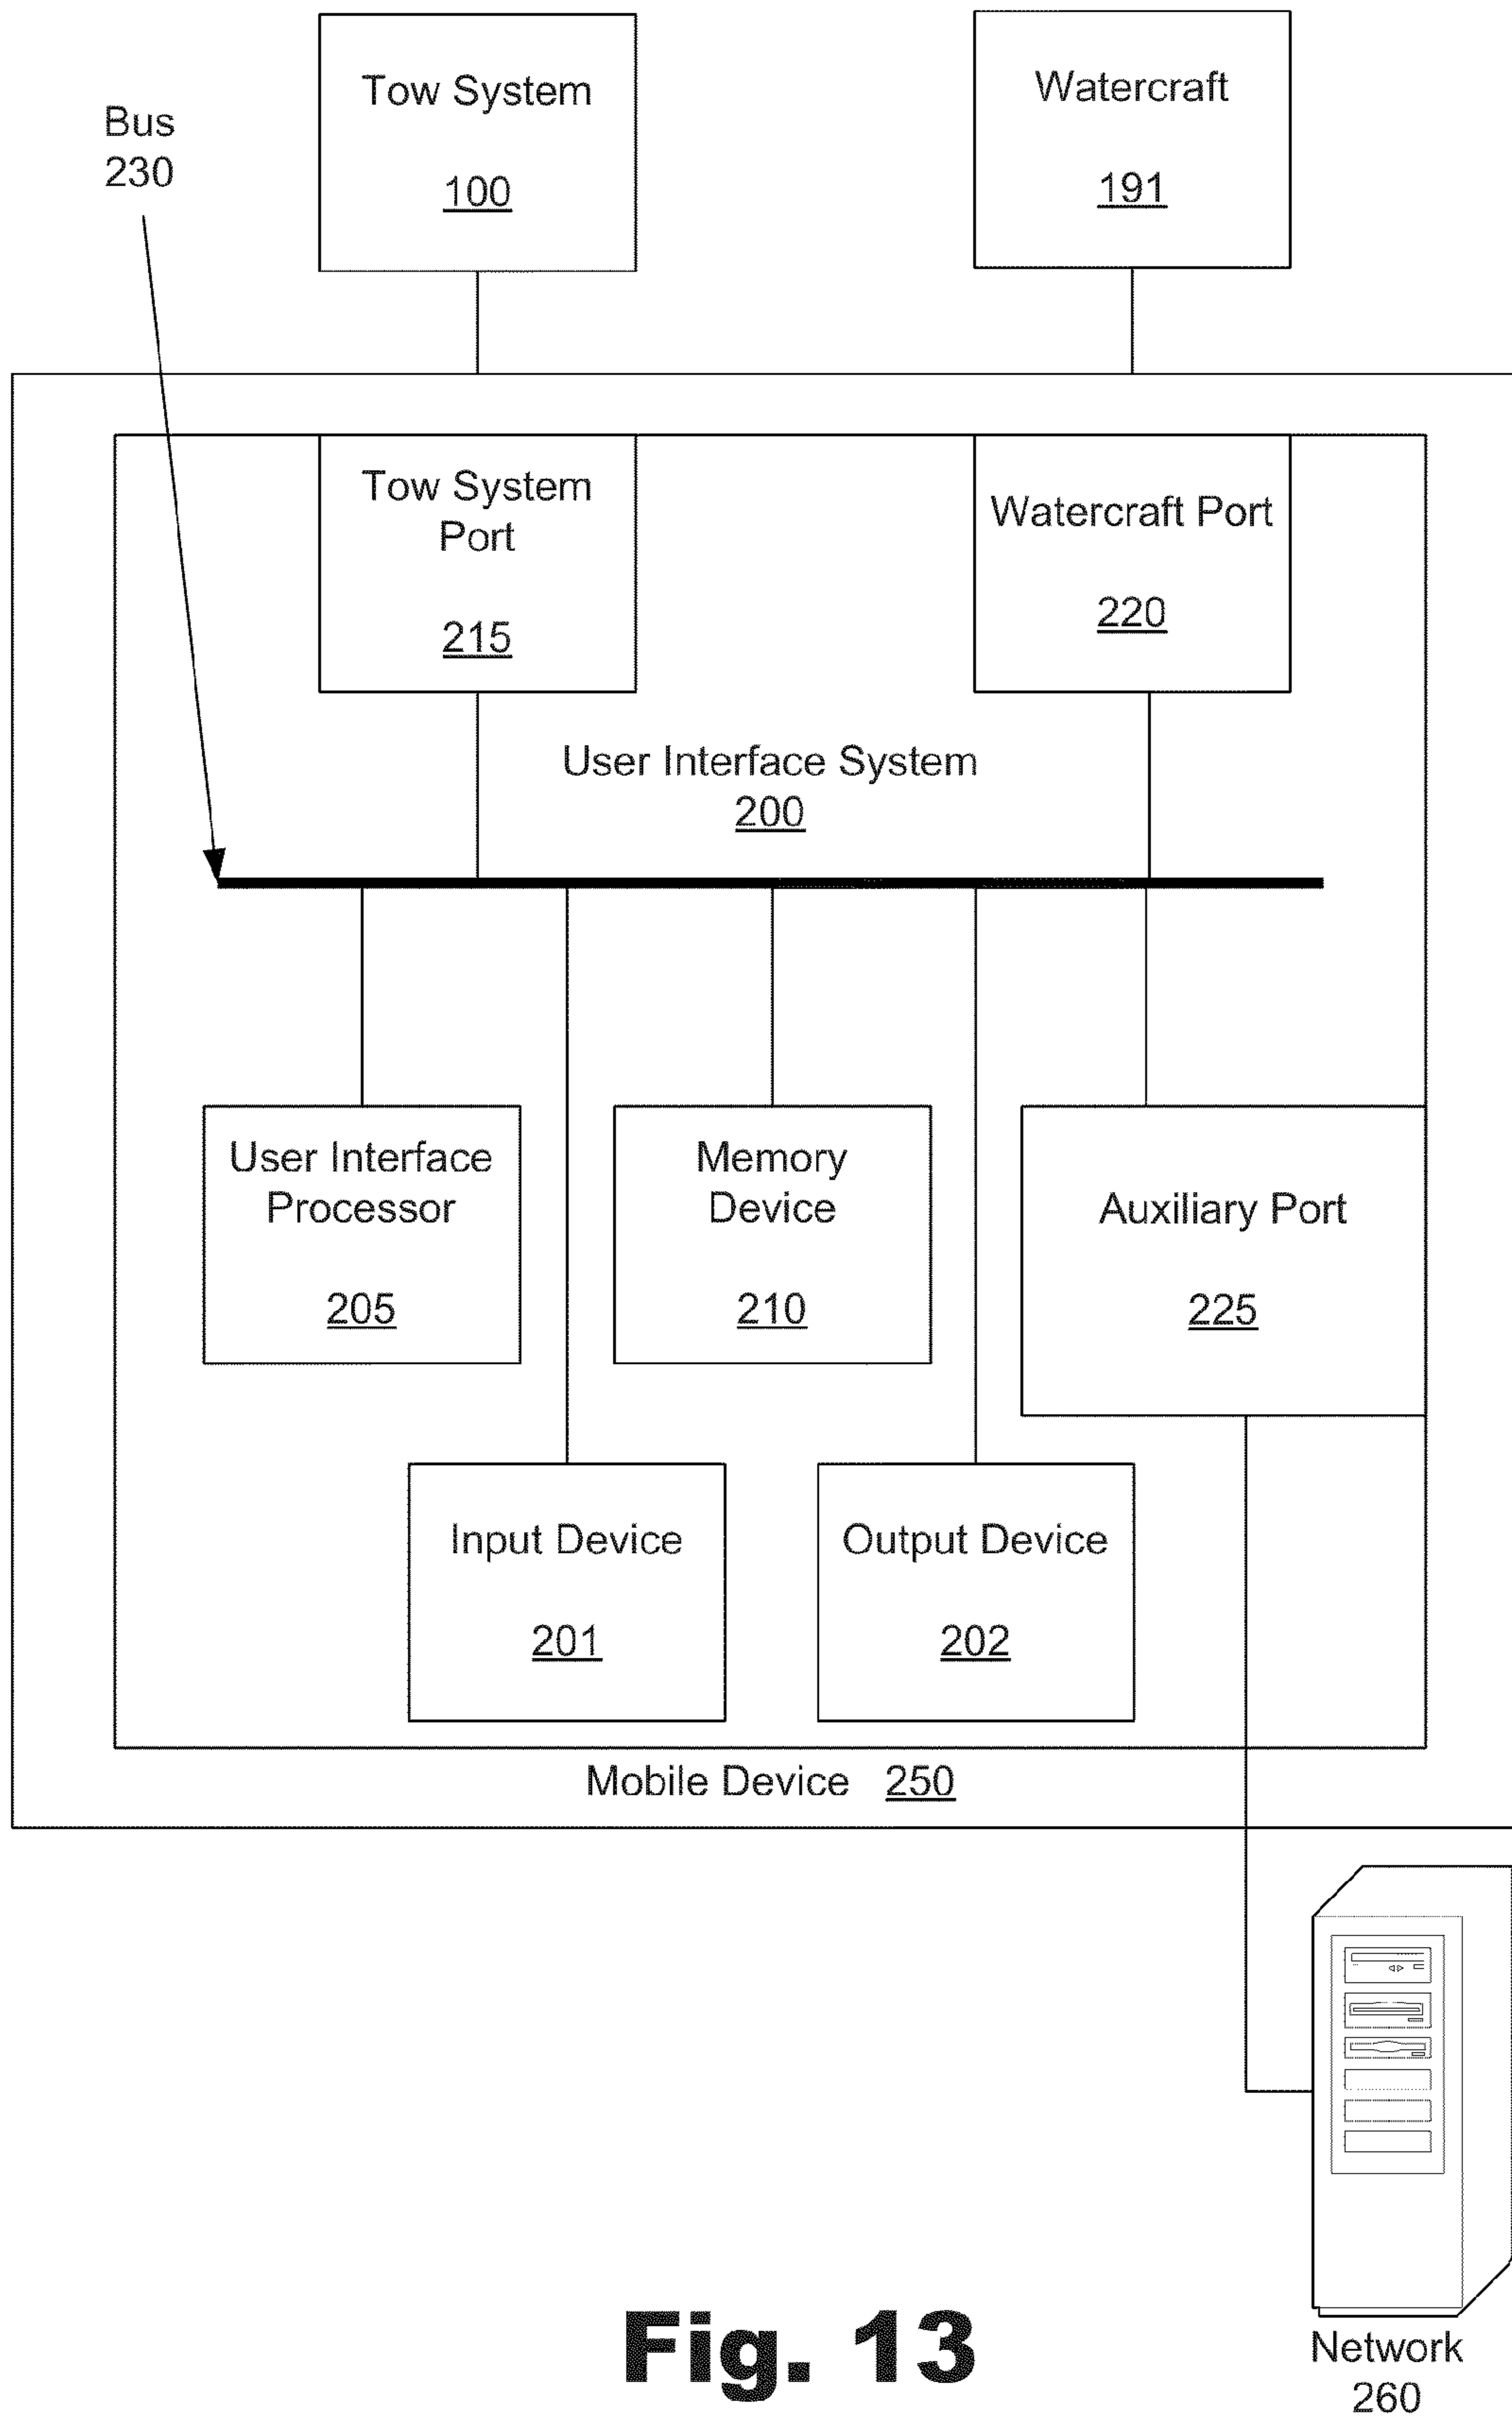 Tow System
100
Watercraft
191
Bus
230
Tow System
Port
215
Watercraft Port
220
User Interface System
200
User Interface
Processor
205
Memory
Device
210
Auxiliary Port
225
Input Device
201
Output Device
202
Mobile Device 250
Network
260
Fig. 13